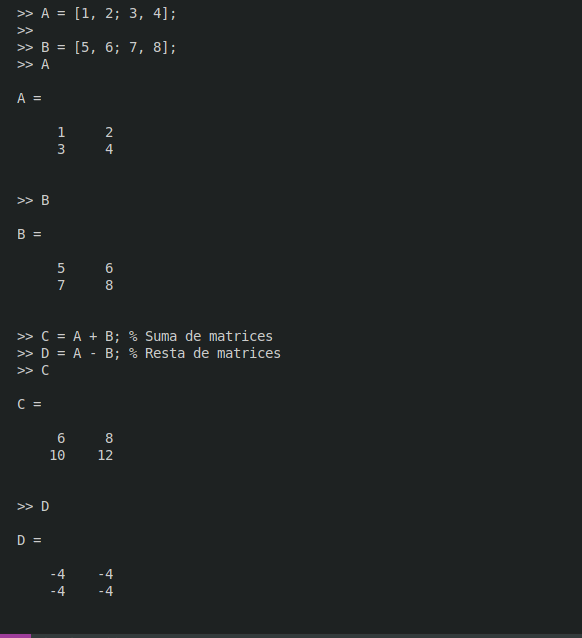 >> A = [1, 2; 3, 4];
>>
>> B = [5, 6; 7, 8];
>> A
A =
1     2
3     4
>> B
B =
5     6
7     8
>> C = A + B; % Suma de matrices
>> D = A - B; % Resta de matrices
>> C
C =
6     8
10    12
>> D
D =
-4    -4
-4    -4